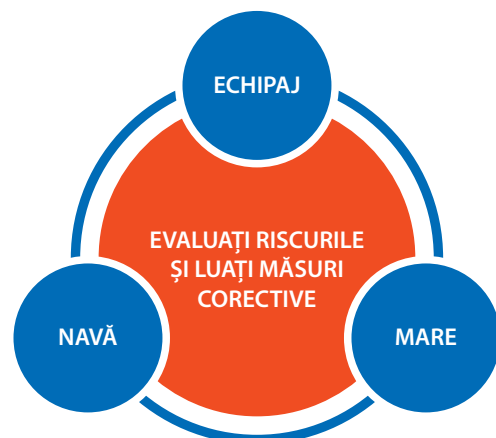 ECHIPAJ
EVALUAȚI RISCURILE
ȘI LUAȚI MĂSURI
CORECTIVE
NAVĂ
MARE